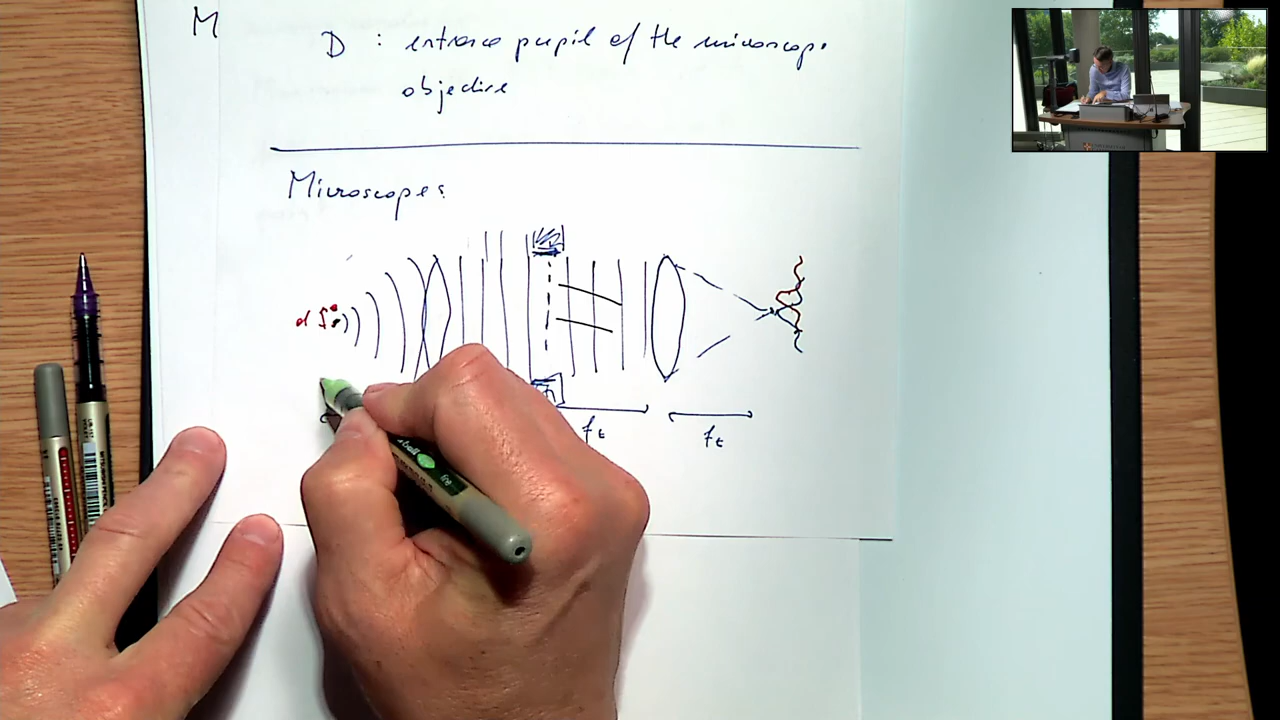 M
D : entrance pupil of the microscope
objective
Microscopes
d
f_t
f_t